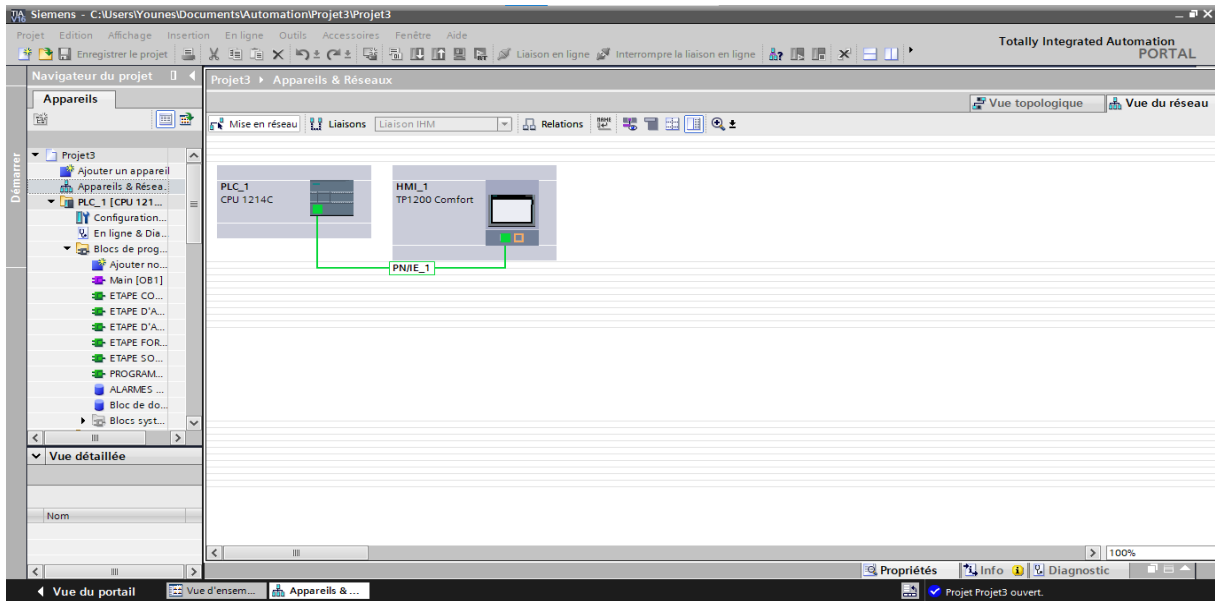 Siemens - C:\Users\Younes\Documents\Automation\Projet3\Projet3
Projet Edition Affichage Insertion En ligne Outils Accessoires Fenêtre Aide
Enregistrer le projet
Liaison en ligne
Interrompre la liaison en ligne
Totally Integrated Automation
PORTAL
Navigateur du projet
Projet3 Appareils & Réseaux
Appareils
Vue topologique
Vue du réseau
Mise en réseau
Liaisons
Liaison IHM
Relations
Démarrer
Projet3
Ajouter un appareil
Appareils & Résea..
PLC_1 [CPU 121...
Configuration...
En ligne & Dia...
Blocs de prog...
Ajouter no...
Main [OB1]
ETAPE CO...
ETAPE D'A...
ETAPE D'A...
ETAPE FOR...
ETAPE SO...
PROGRAM...
ALARMES ...
Bloc de do...
Blocs syst...
PLC_1
CPU 1214C
HMI_1
TP1200 Comfort
PN/IE_1
Vue détaillée
Nom
100%
Propriétés
Info
Diagnostic
Vue du portail
Vue d'ensem...
Appareils & ...
Projet Projet3 ouvert.